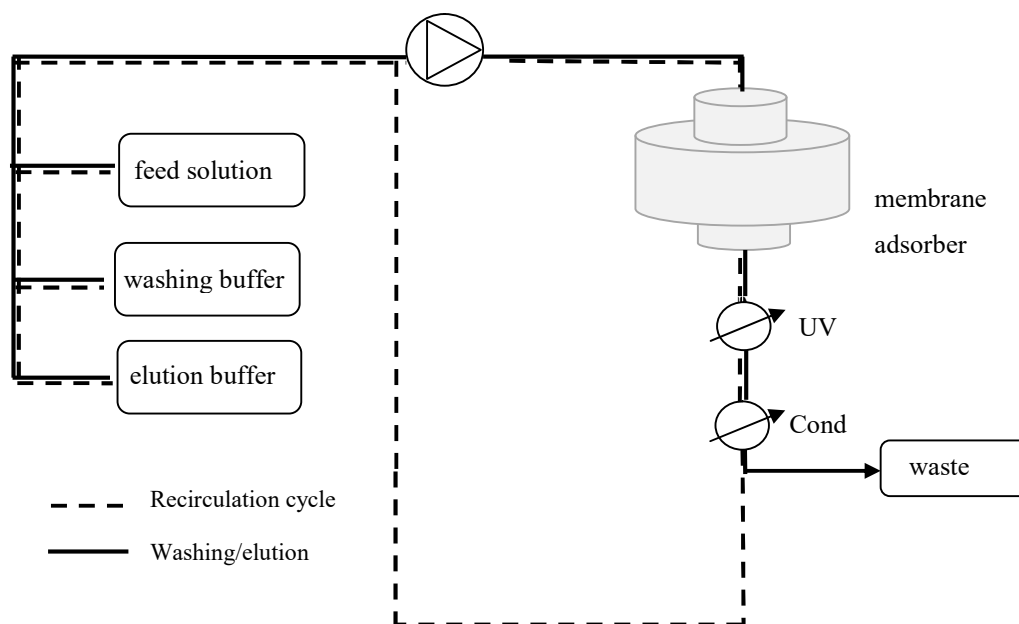 feed solution
membrane
adsorber
washing buffer
UV
elution buffer
Cond
waste
Recirculation cycle
Washing/elution